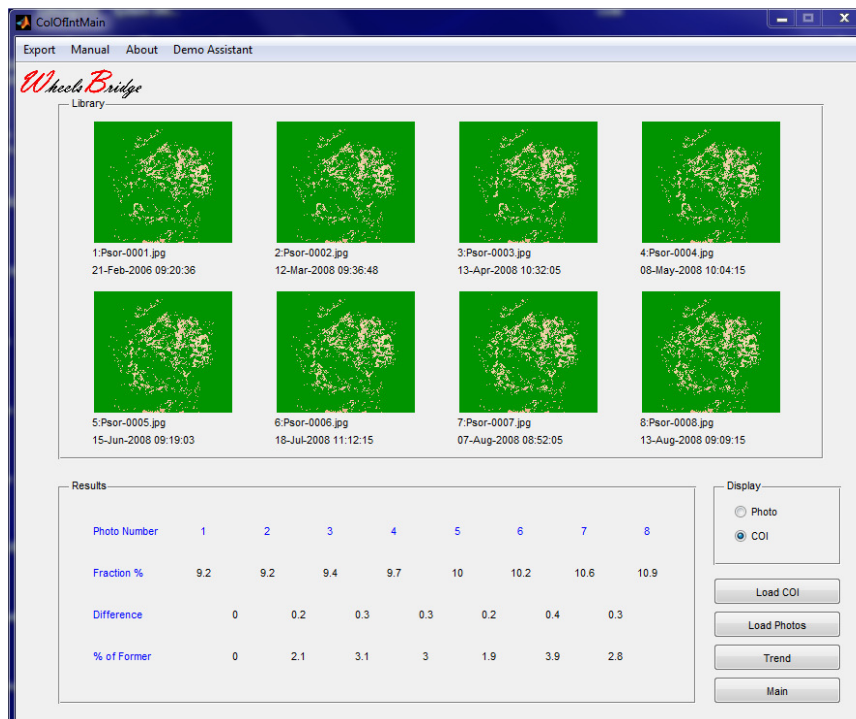 ColOfIntMain
Export Manual About Demo Assistant
WheelsBridge
Library
1:Psor-0001.jpg 2:Psor-0002.jpg 3:Psor-0003.jpg 4:Psor-0004.jpg
21-Feb-2006 09:20:36 12-Mar-2008 09:36:48 13-Apr-2008 10:32:05 08-May-2008 10:04:15
5:Psor-0005.jpg 6:Psor-0006.jpg 7:Psor-0007.jpg 8:Psor-0008.jpg
15-Jun-2008 09:19:03 18-Jul-2008 11:12:15 07-Aug-2008 08:52:05 13-Aug-2008 09:09:15
Results
Photo Number 1 2 3 4 5 6 7 8
Fraction % 9.2 9.2 9.4 9.7 10 10.2 10.6 10.9
Difference 0 0.2 0.3 0.3 0.2 0.4 0.3
% of Former 0 2.1 3.1 3 1.9 3.9 2.8
Display
Photo
COI
Load COI
Load Photos
Trend
Main